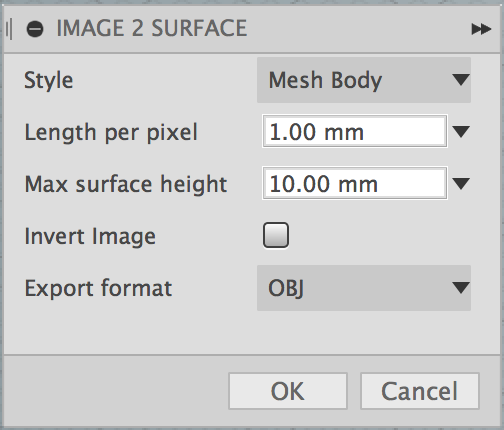 IMAGE 2 SURFACE
Style Mesh Body
Length per pixel 1.00 mm
Max surface height 10.00 mm
Invert Image
Export format OBJ
OK Cancel